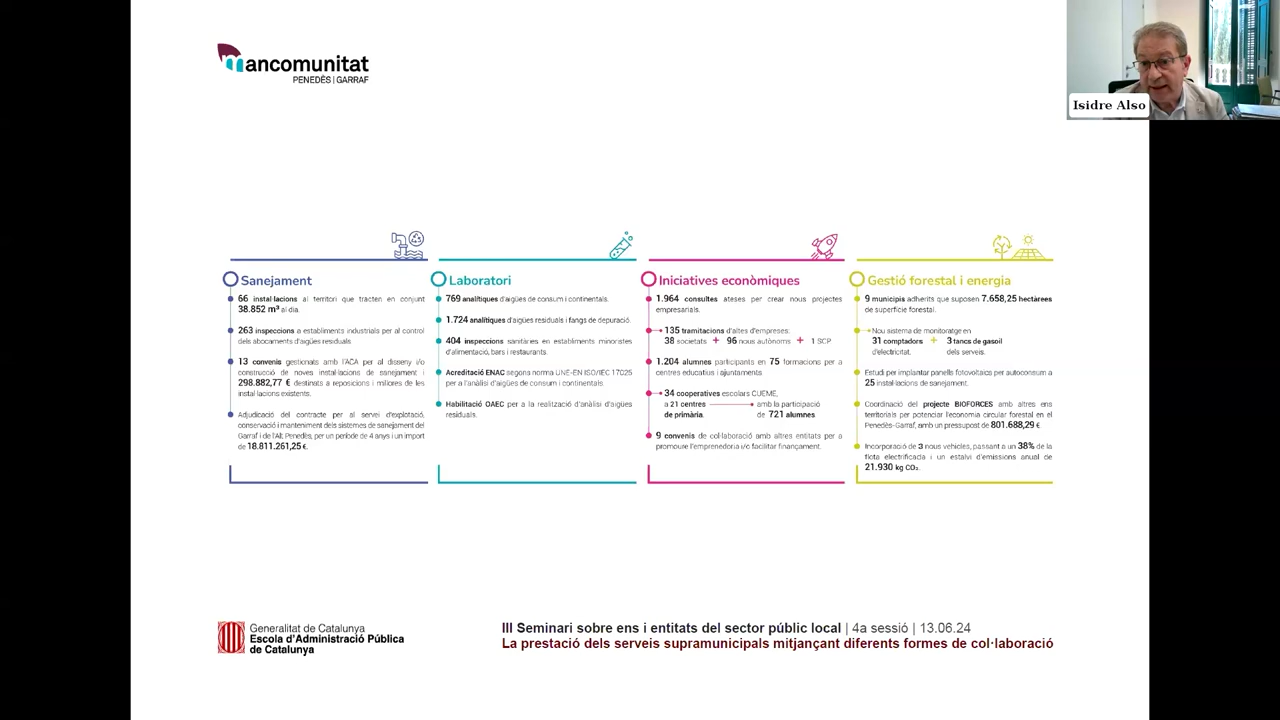 mancomunitat
PENEDÈS | GARRAF
Isidre Also
Sanejament
66 instal·lacions al territori que tracten en conjunt
38.852 m³ al dia.
263 inspeccions a establiments industrials per al control
dels abocaments d'aigües residuals.
13 convenis gestionats amb l'ACA per al disseny i/o
construcció de noves instal·lacions de sanejament i
298.882,77 € destinats a reposicions i millores de les
instal·lacions existents.
Adjudicació del contracte per al servei d'explotació,
conservació i manteniment dels sistemes de sanejament del
Garraf i de l'Alt Penedès, per un període de 4 anys i un import
de 18.811.261,25 €.
Laboratori
769 analítiques d'aigües de consum i continentals.
1.724 analítiques d'aigües residuals i fangs de depuració.
404 inspeccions sanitàries en establiments minoristes
d'alimentació, bars i restaurants.
Acreditació ENAC segons norma UNE-EN ISO/IEC 17025
per a l'anàlisi d'aigües de consum i continentals.
Habilitació OAEC per a la realització d'anàlisi d'aigües
residuals.
Iniciatives econòmiques
1.964 consultes ateses per crear nous projectes
empresarials.
135 tramitacions d'altes d'empreses:
38 societats + 96 nous autònoms + 1 SCP
1.204 alumnes participants en 75 formacions per a
centres educatius i ajuntaments.
34 cooperatives escolars CUEME,
a 21 centres amb la participació
de primària. de 721 alumnes
9 convenis de col·laboració amb altres entitats per a
promoure l'emprenedoria i/o facilitar finançament.
Gestió forestal i energia
9 municipis adherits que suposen 7.658,25 hectàrees
de superfície forestal.
Nou sistema de monitoratge en
31 comptadors + 3 tancs de gasoil
d'electricitat. dels serveis.
Estudi per implantar panells fotovoltaics per autoconsum a
25 instal·lacions de sanejament.
Coordinació del projecte BIOFORCES amb altres ens
territorials per potenciar l'economia circular forestal en el
Penedès-Garraf, amb un pressupost de 801.688,29 €.
Incorporació de 3 nous vehicles, passant a un 38% de la
flota electrificada i un estalvi d'emissions anual de
21.930 kg CO₂.
Generalitat de Catalunya
Escola d'Administració Pública
de Catalunya
III Seminari sobre ens i entitats del sector públic local | 4a sessió | 13.06.24
La prestació dels serveis supramunicipals mitjançant diferents formes de col·laboració